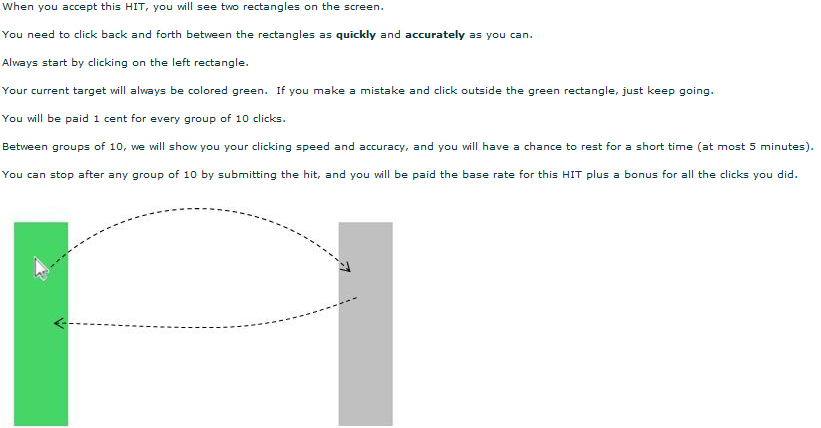 When you accept this HIT, you will see two rectangles on the screen.
You need to click back and forth between the rectangles as quickly and accurately as you can.
Always start by clicking on the left rectangle.
Your current target will always be colored green.  If you make a mistake and click outside the green rectangle, just keep going.
You will be paid 1 cent for every group of 10 clicks.
Between groups of 10, we will show you your clicking speed and accuracy, and you will have a chance to rest for a short time (at most 5 minutes).
You can stop after any group of 10 by submitting the hit, and you will be paid the base rate for this HIT plus a bonus for all the clicks you did.